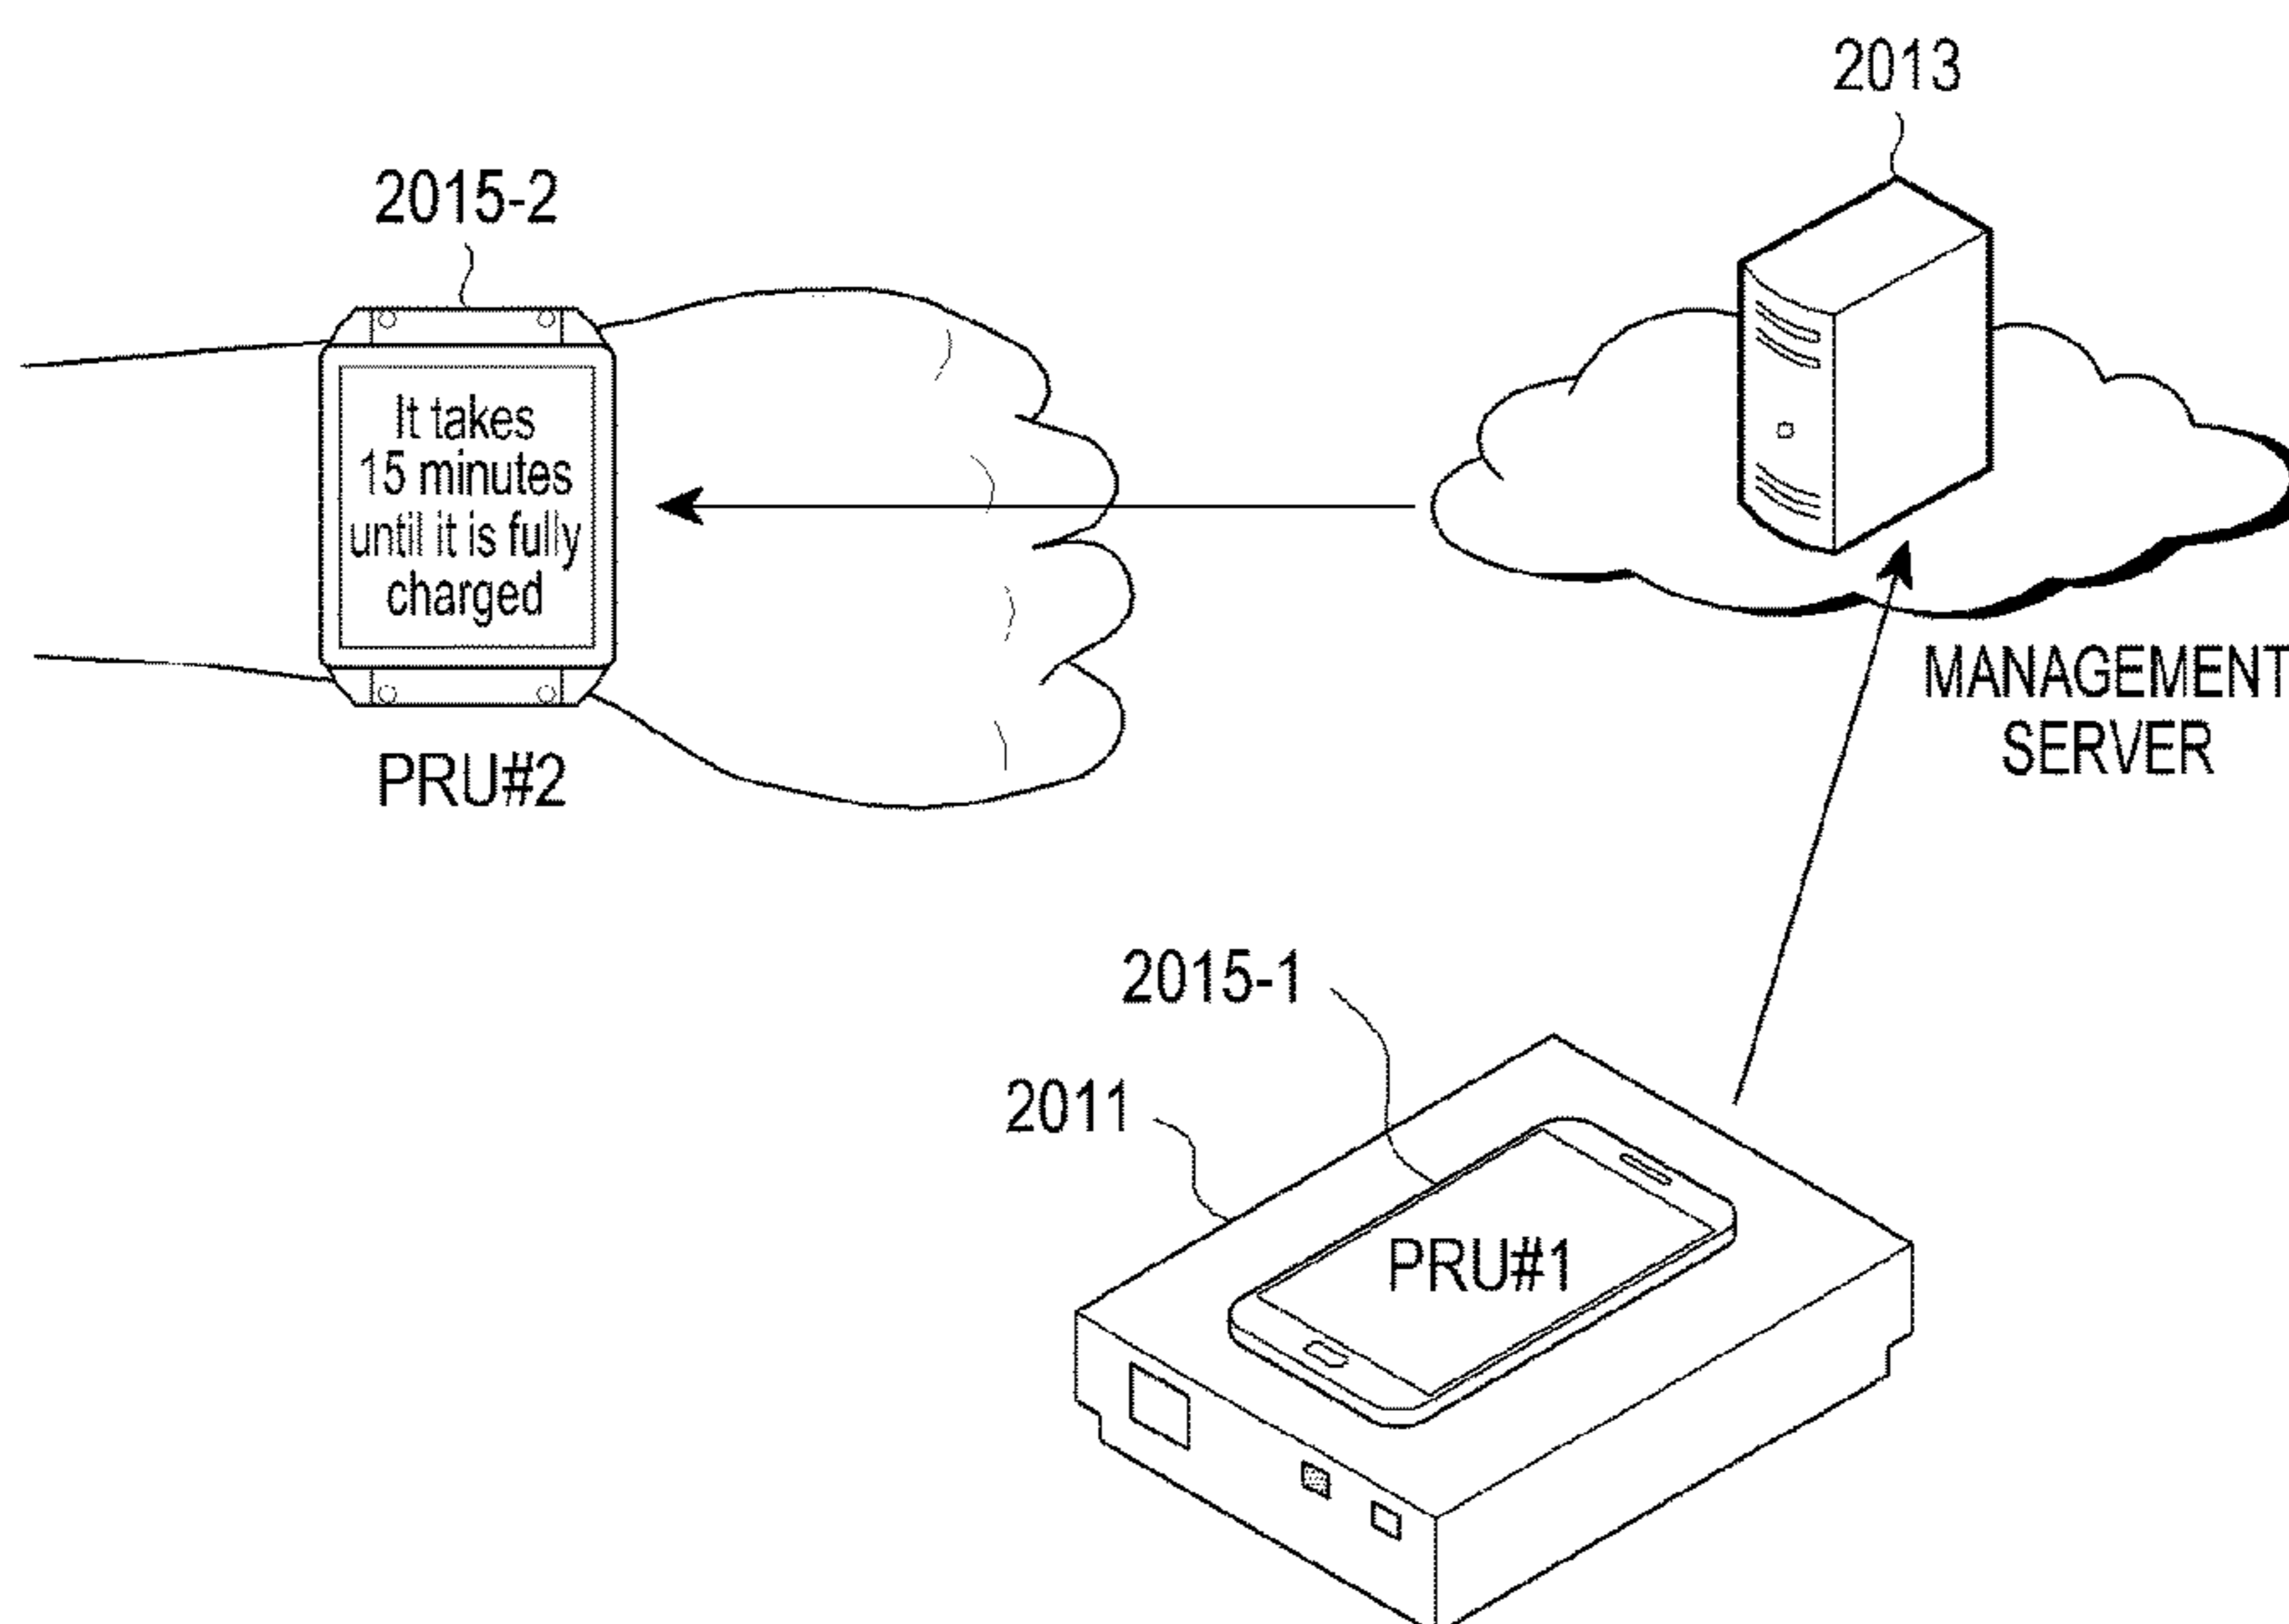 2013
2015-2
It takes
15 minutes
until it is fully
charged
PRU#2
MANAGEMENT
SERVER
2015-1
2011
PRU#1